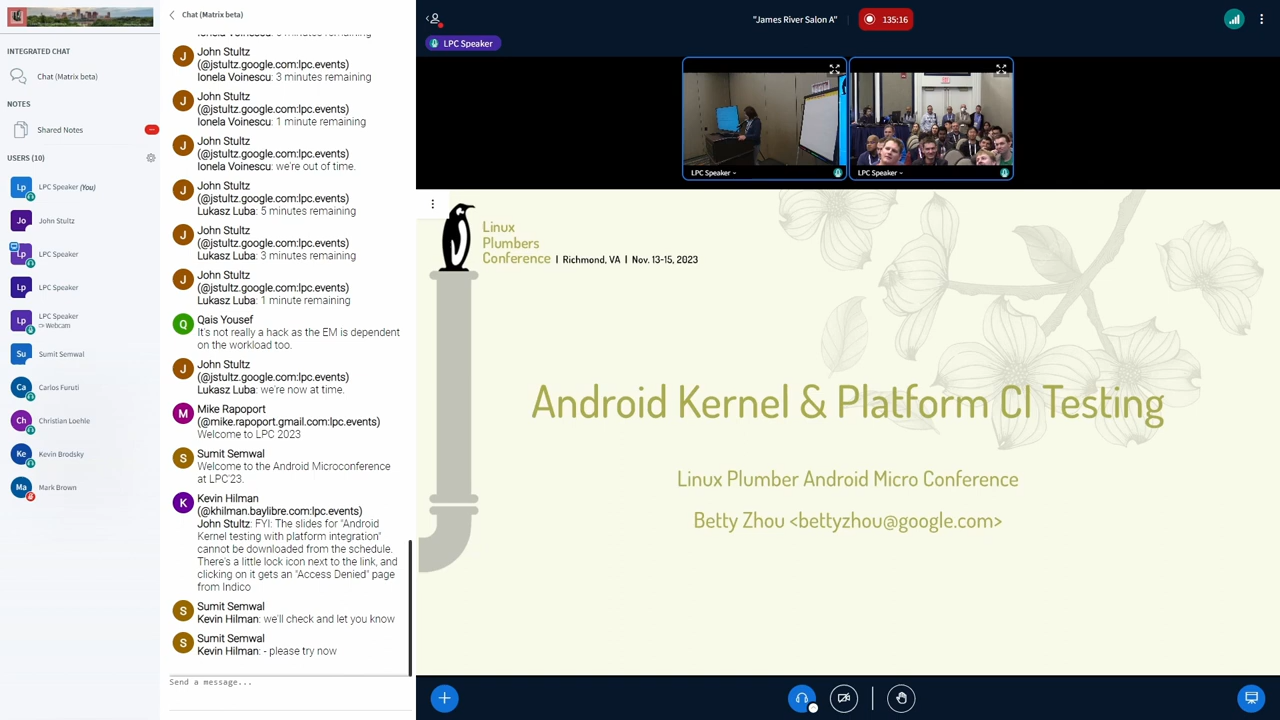 INTEGRATED CHAT
Chat (Matrix beta)
NOTES
Shared Notes
USERS (10)
Lp LPC Speaker (You)
Jo John Stultz
Lp LPC Speaker
Lp LPC Speaker
Lp LPC Speaker
=> Webcam
Su Sumit Semwal
Ca Carlos Furuti
Ch Christian Loehle
Ke Kevin Brodsky
Ma Mark Brown
Chat (Matrix beta)
J John Stultz
(@jstultz.google.com:lpc.events)
Ionela Voinescu: 3 minutes remaining
J John Stultz
(@jstultz.google.com:lpc.events)
Ionela Voinescu: 1 minute remaining
J John Stultz
(@jstultz.google.com:lpc.events)
Ionela Voinescu: we're out of time.
J John Stultz
(@jstultz.google.com:lpc.events)
Lukasz Luba: 5 minutes remaining
J John Stultz
(@jstultz.google.com:lpc.events)
Lukasz Luba: 3 minutes remaining
J John Stultz
(@jstultz.google.com:lpc.events)
Lukasz Luba: 1 minute remaining
Q Qais Yousef
It's not really a hack as the EM is dependent
on the workload too.
J John Stultz
(@jstultz.google.com:lpc.events)
Lukasz Luba: we're now at time.
M Mike Rapoport
(@mike.rapoport.gmail.com:lpc.events)
Welcome to LPC 2023
S Sumit Semwal
Welcome to the Android Microconference
at LPC'23.
K Kevin Hilman
(@khilman.baylibre.com:lpc.events)
John Stultz: FYI: The slides for "Android
Kernel testing with platform integration"
cannot be downloaded from the schedule.
There's a little lock icon next to the link, and
clicking on it gets an "Access Denied" page
from Indico
S Sumit Semwal
Kevin Hilman: we'll check and let you know
S Sumit Semwal
Kevin Hilman: - please try now
Send a message...
"James River Salon A" 135:16
LPC Speaker
LPC Speaker
LPC Speaker
Linux
Plumbers
Conference | Richmond, VA | Nov. 13-15, 2023
Android Kernel & Platform CI Testing
Linux Plumber Android Micro Conference
Betty Zhou <bettyzhou@google.com>